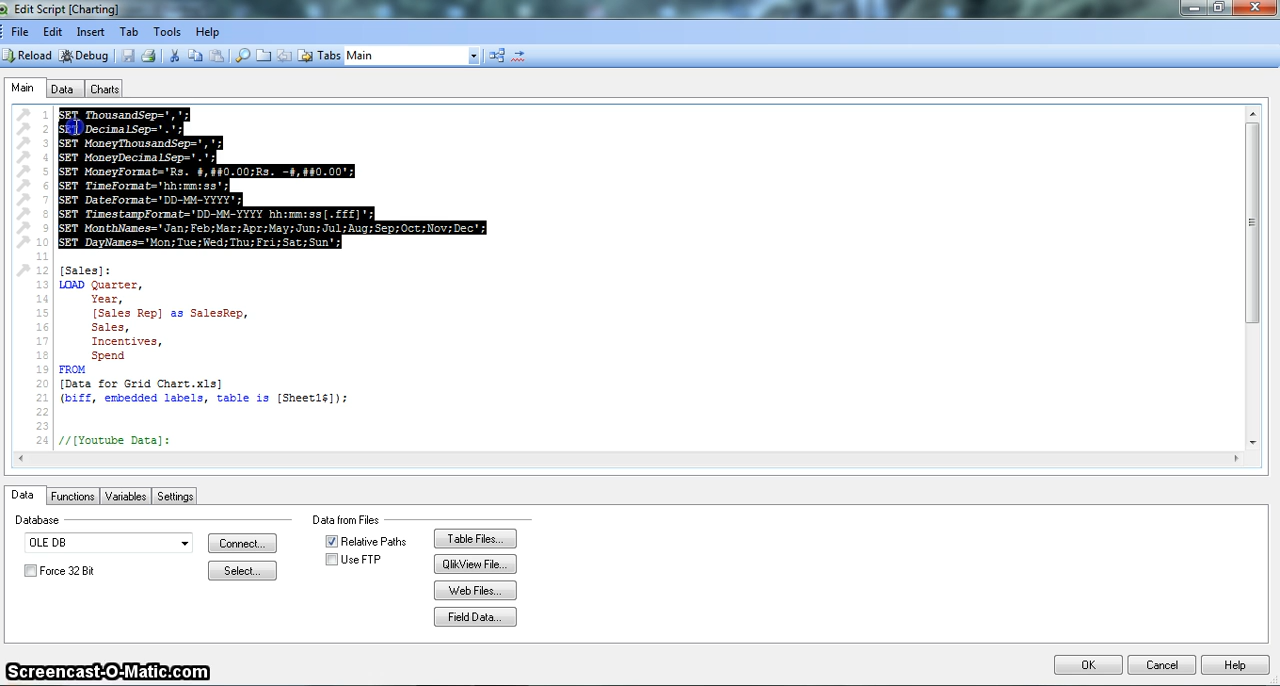 Edit Script [Charting]
File Edit Insert Tab Tools Help
Reload Debug Tabs Main
Main Data Charts
1 SET ThousandSep=',';
2 SET DecimalSep='.';
3 SET MoneyThousandSep=',';
4 SET MoneyDecimalSep='.';
5 SET MoneyFormat='Rs. #,##0.00;Rs. -#,##0.00';
6 SET TimeFormat='hh:mm:ss';
7 SET DateFormat='DD-MM-YYYY';
8 SET TimestampFormat='DD-MM-YYYY hh:mm:ss[.fff]';
9 SET MonthNames='Jan;Feb;Mar;Apr;May;Jun;Jul;Aug;Sep;Oct;Nov;Dec';
10 SET DayNames='Mon;Tue;Wed;Thu;Fri;Sat;Sun';
11
12 [Sales]:
13 LOAD Quarter,
14 Year,
15 [Sales Rep] as SalesRep,
16 Sales,
17 Incentives,
18 Spend
19 FROM
20 [Data for Grid Chart.xls]
21 (biff, embedded labels, table is [Sheet1$]);
22
23
24 //[Youtube Data]:
Data Functions Variables Settings
Database Data from Files
OLE DB Connect... Relative Paths Table Files...
Force 32 Bit Select... Use FTP QlikView File...
Web Files...
Field Data...
OK Cancel Help
Screencast-O-Matic.com